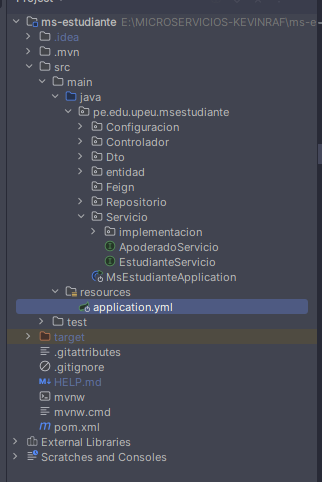 ms-estudiante E:\MICROSERVICIOS-KEVINRAF\ms-e
.idea
.mvn
src
main
java
pe.edu.upeu.msestudiante
Configuracion
Controlador
Dto
entidad
Feign
Repositorio
Servicio
implementacion
ApoderadoServicio
EstudianteServicio
MsEstudianteApplication
resources
application.yml
test
target
.gitattributes
.gitignore
HELP.md
mvnw
mvnw.cmd
pom.xml
External Libraries
Scratches and Consoles